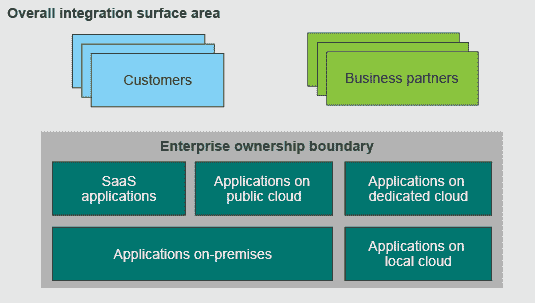 Overall integration surface area
Customers
Business partners
Enterprise ownership boundary
SaaS
applications
Applications on
public cloud
Applications on
dedicated cloud
Applications on-premises
Applications on
local cloud